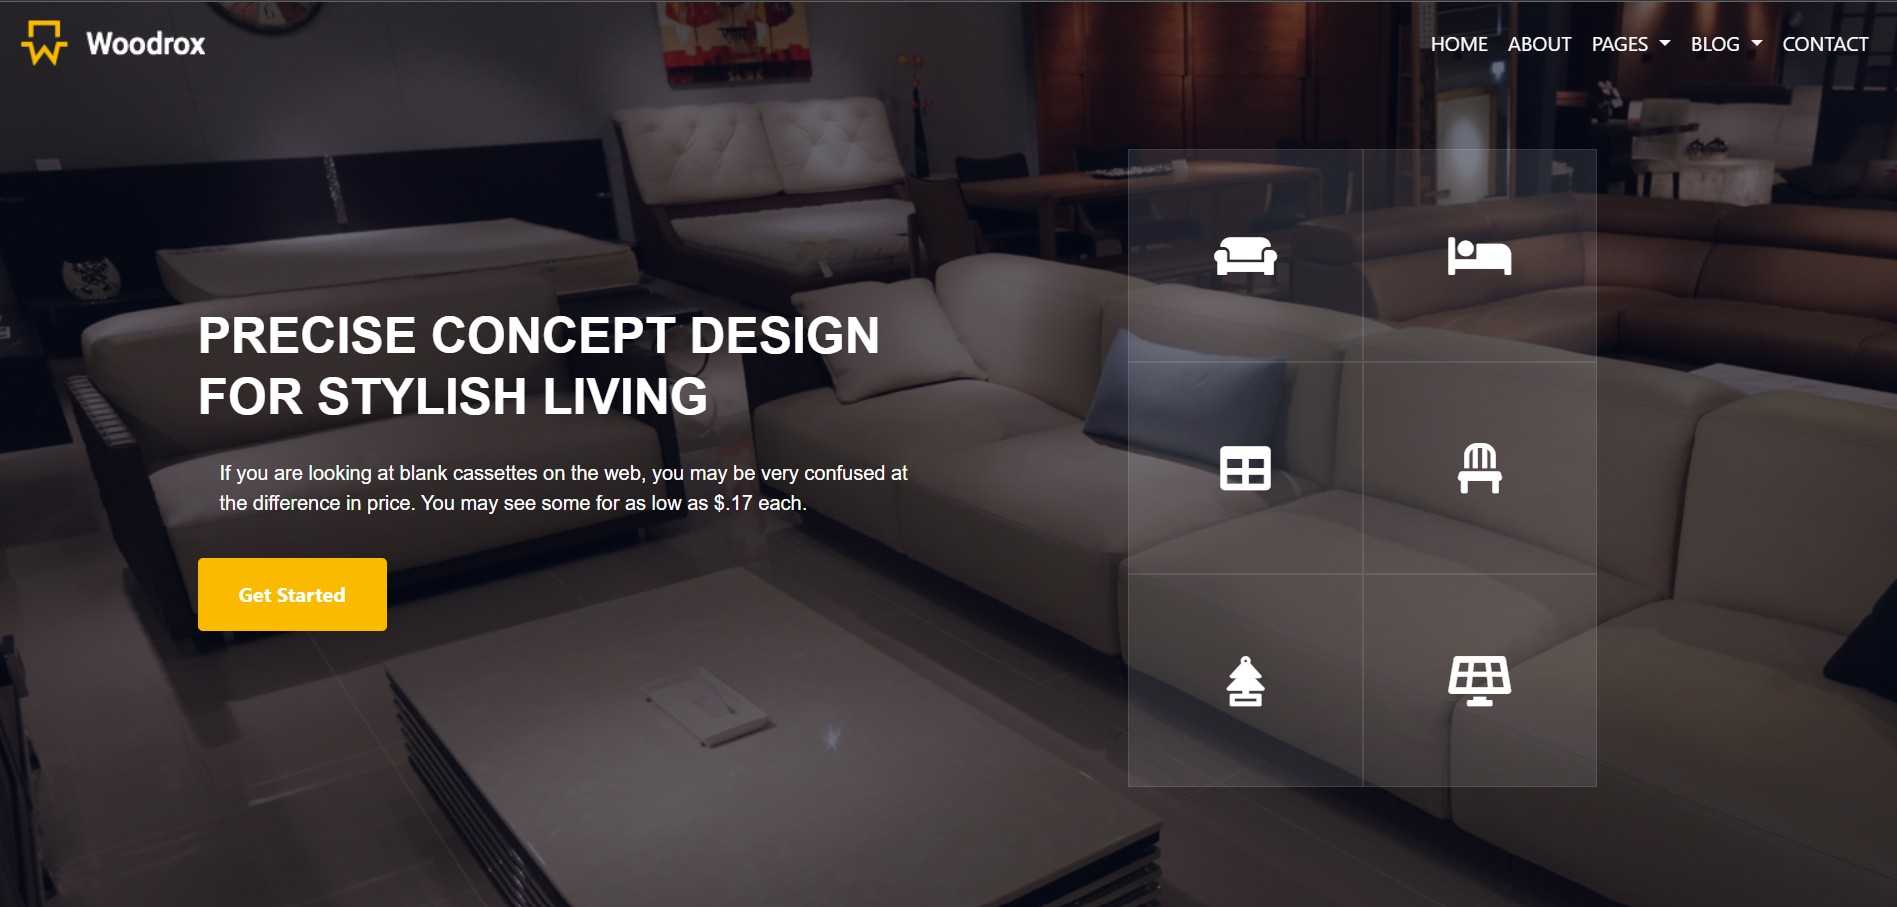 Woodrox
HOME ABOUT PAGES BLOG CONTACT
PRECISE CONCEPT DESIGN
FOR STYLISH LIVING
If you are looking at blank cassettes on the web, you may be very confused at
the difference in price. You may see some for as low as $.17 each.
Get Started